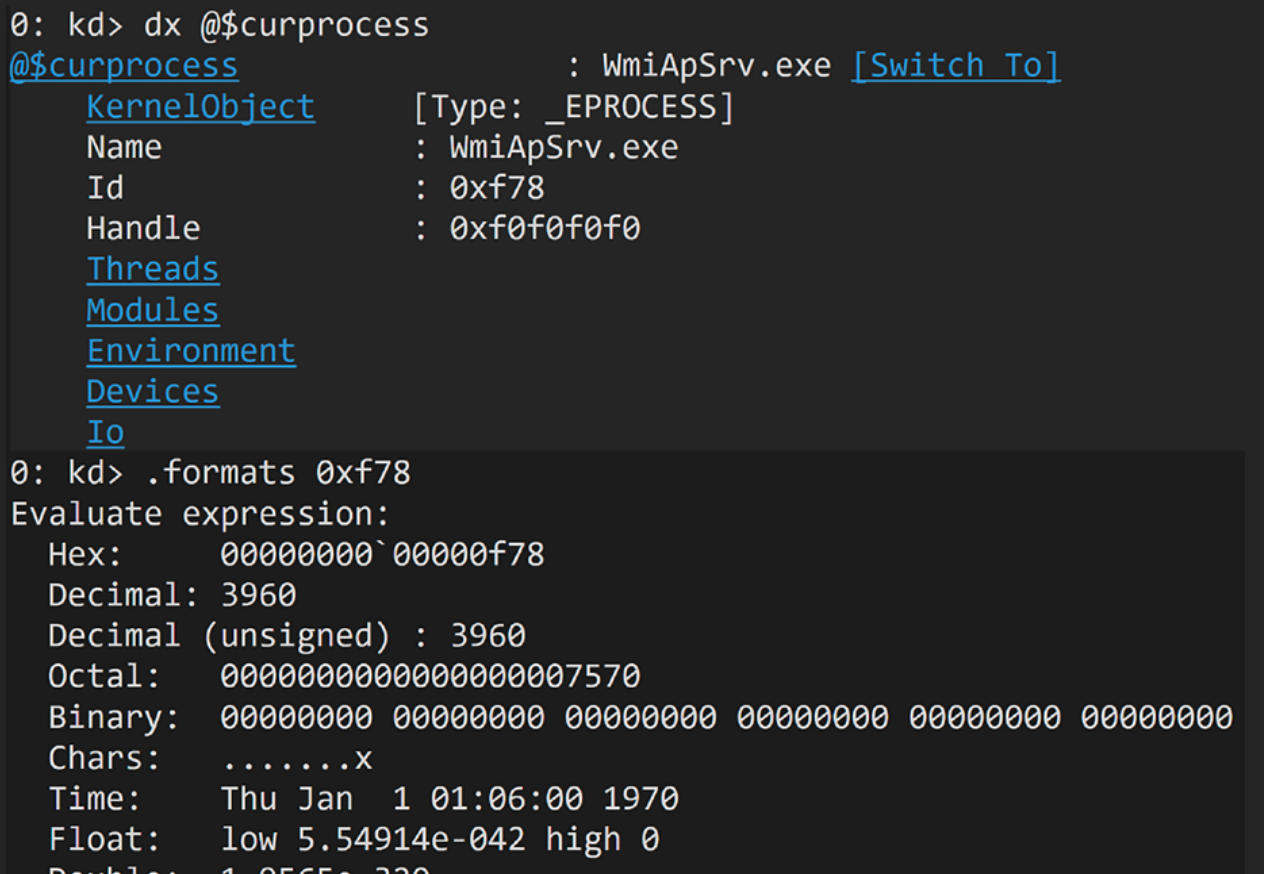 0: kd> dx @$curprocess
@$curprocess : WmiApSrv.exe [Switch To]
KernelObject [Type: _EPROCESS]
Name : WmiApSrv.exe
Id : 0xf78
Handle : 0xf0f0f0f0
Threads
Modules
Environment
Devices
Io
0: kd> .formats 0xf78
Evaluate expression:
Hex: 00000000`00000f78
Decimal: 3960
Decimal (unsigned) : 3960
Octal: 0000000000000000007570
Binary: 00000000 00000000 00000000 00000000 00000000 00000000
Chars: .......x
Time: Thu Jan 1 01:06:00 1970
Float: low 5.54914e-042 high 0